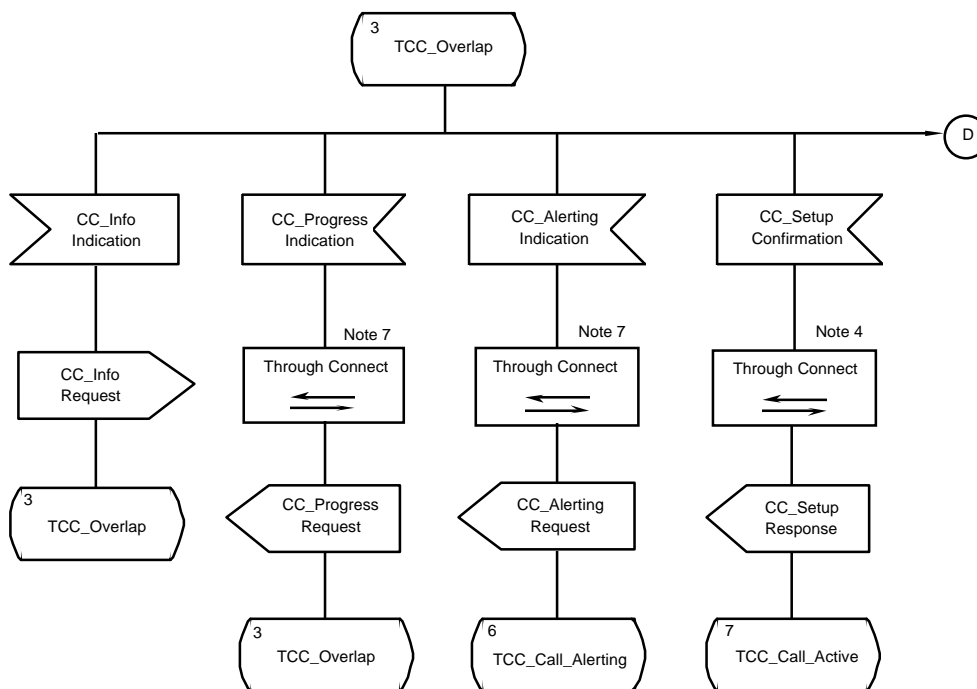 3
TCC_Overlap
D
CC_Info
Indication
CC_Progress
Indication
CC_Alerting
Indication
CC_Setup
Confirmation
Note 7
Note 7
Note 4
CC_Info
Request
Through Connect
Through Connect
Through Connect
3
TCC_Overlap
CC_Progress
Request
CC_Alerting
Request
CC_Setup
Response
3
TCC_Overlap
6
TCC_Call_Alerting
7
TCC_Call_Active